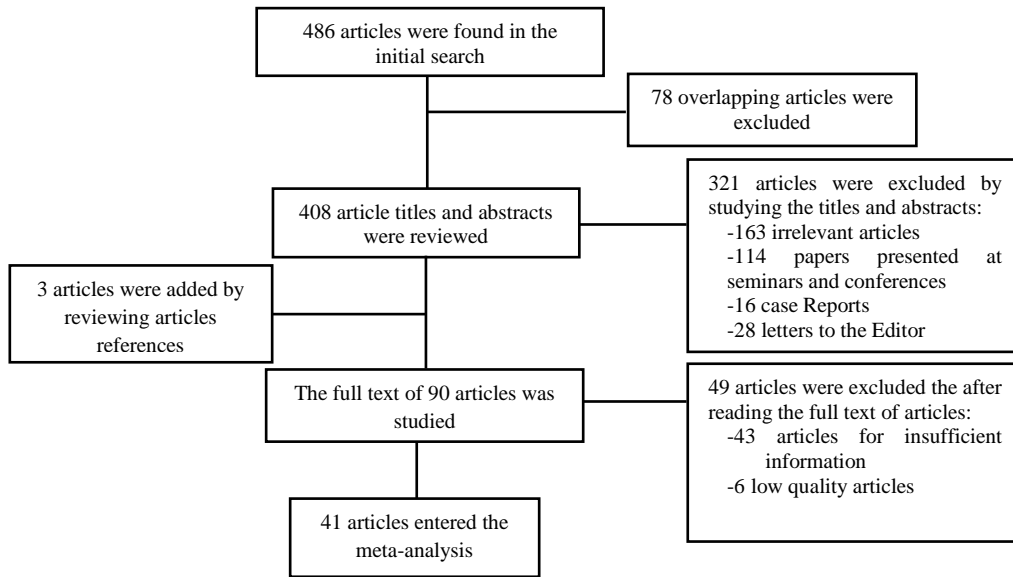 486 articles were found in the
initial search
78 overlapping articles were
excluded
408 article titles and abstracts
were reviewed
321 articles were excluded by
studying the titles and abstracts:
-163 irrelevant articles
-114 papers presented at
seminars and conferences
-16 case Reports
-28 letters to the Editor
3 articles were added by
reviewing articles
references
The full text of 90 articles was
studied
49 articles were excluded the after
reading the full text of articles:
-43 articles for insufficient
information
-6 low quality articles
41 articles entered the
meta-analysis